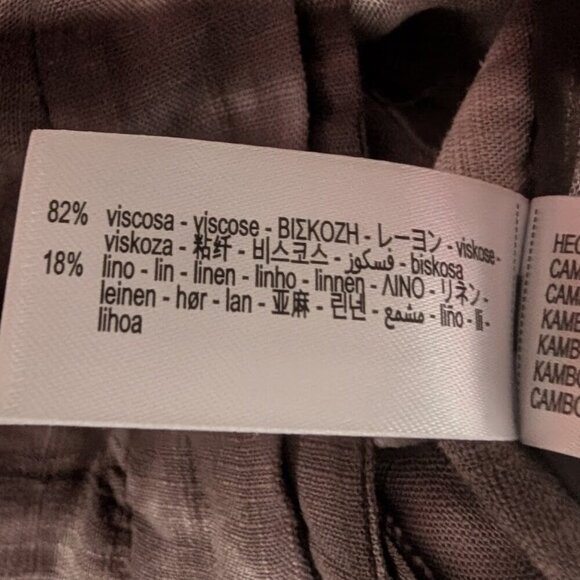 82% viscosa - viscose - ΒΙΣΚΟΖΗ - レーヨン - viskose -
viskoza - 粘纤 - 비스코스 - فسكوز - biskosa
18% lino - lin - linen - linho - linnen - ΛΙΝΟ - リネン -
leinen - hør - lan - 亚麻 - 린넨 - مشمع - lino - li -
lihoa
HEC
CAM
CAM
KAME
KAMB
KAMBO
CAMBO